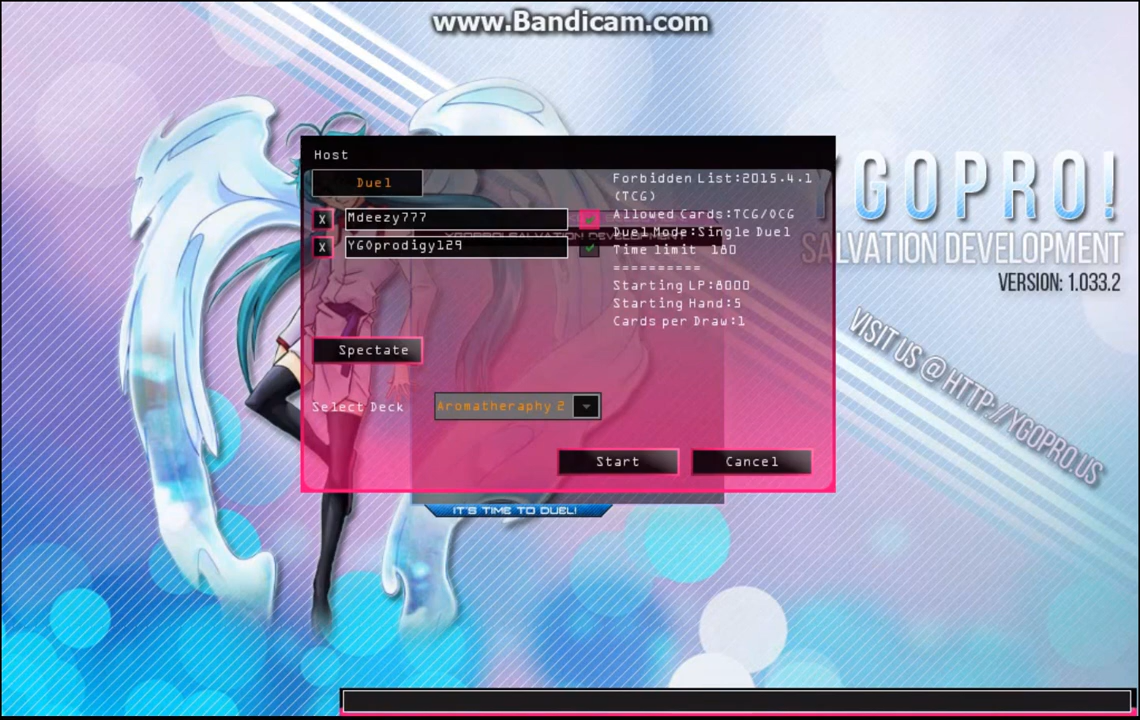 www.Bandicam.com
Host
Duel
X Mdeezy777
X YGOprodigy129
Forbidden List:2015.4.1
(TCG)
Allowed Cards:TCG/OCG
Duel Mode:Single Duel
Time limit 180
==========
Starting LP:8000
Starting Hand:5
Cards per Draw:1
Spectate
Select Deck
Aromatheraphy 2
Start
Cancel
IT'S TIME TO DUEL!
YGOPRO!
SALVATION DEVELOPMENT
VERSION: 1.033.2
VISIT US @ HTTP://YGOPRO.US